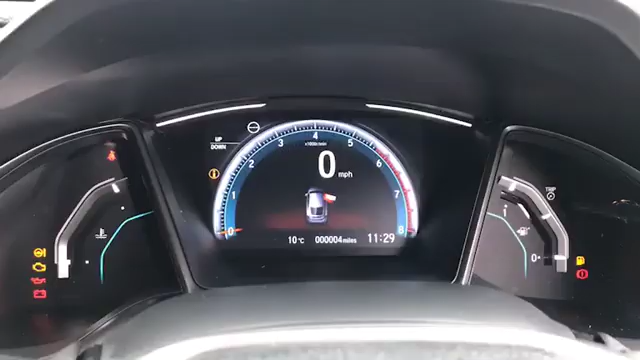 UP
DOWN
TRIP
1 2 3 4 5 6 7 8
0
x1000r/min
0 mph
10°C 000004miles 11:29
0